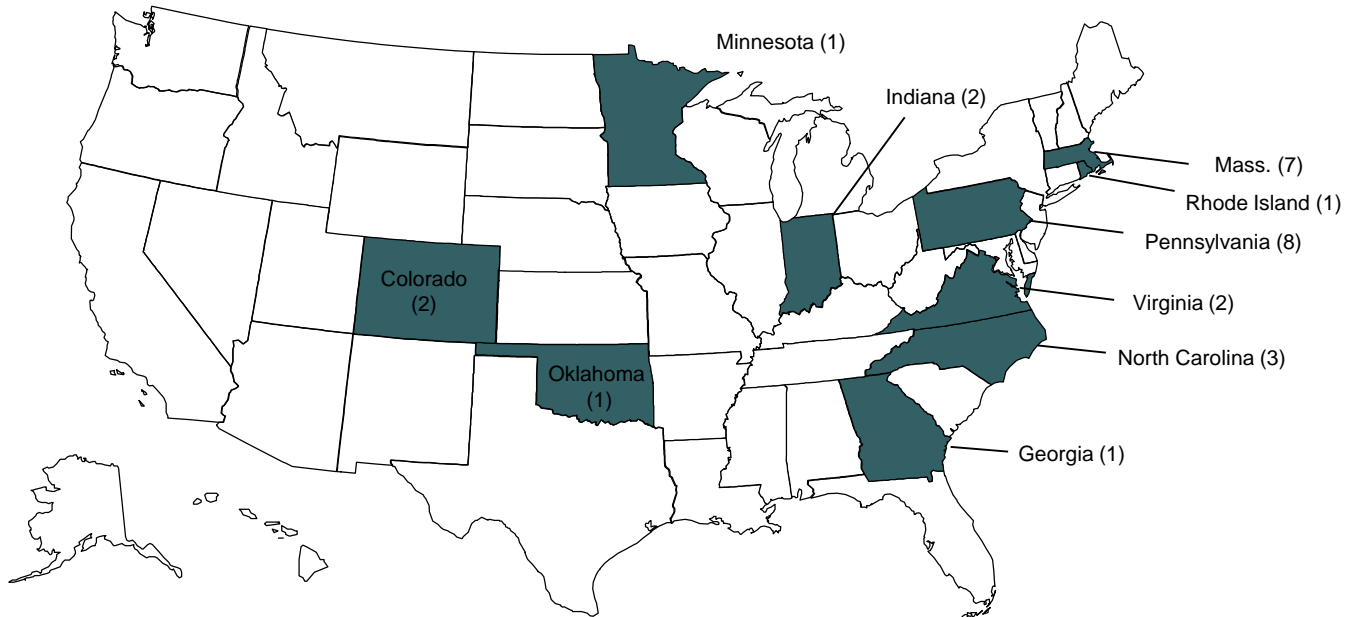 Minnesota (1)
Indiana (2)
Mass. (7)
Rhode Island (1)
Pennsylvania (8)
Colorado
(2)
Virginia (2)
North Carolina (3)
Oklahoma
(1)
Georgia (1)